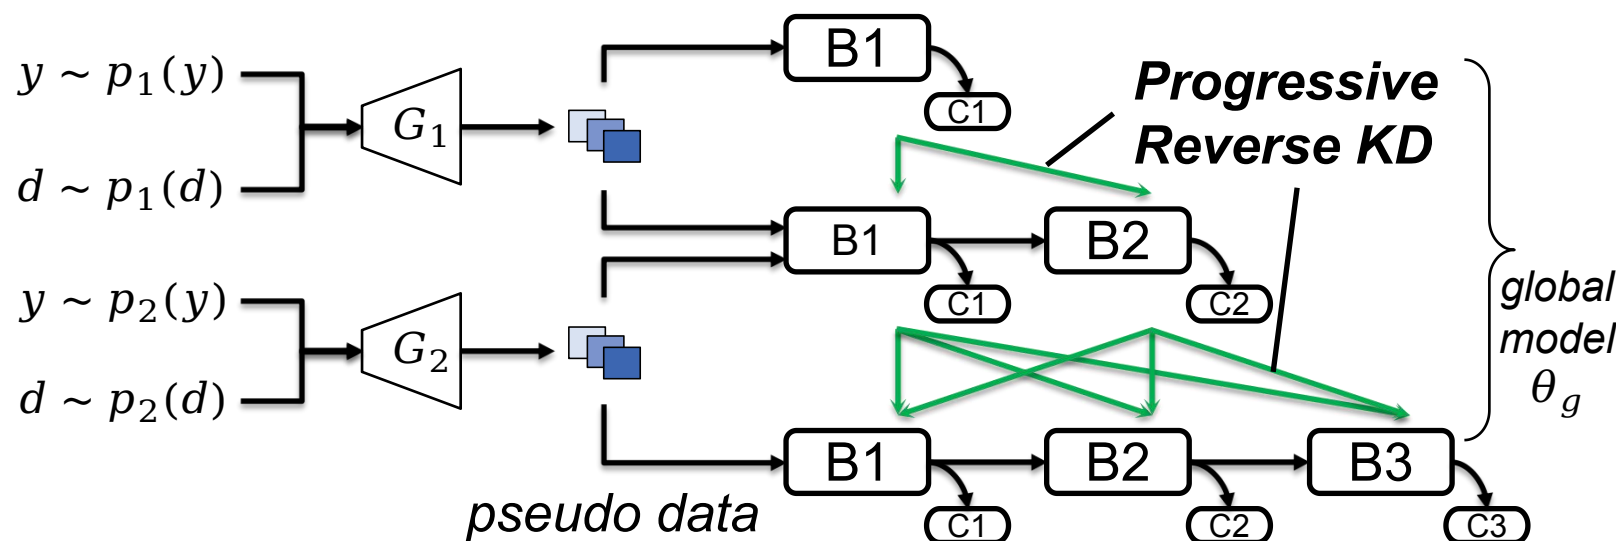 y ~ p₁(y)
d ~ p₁(d)
G₁
B1
C1
Progressive
Reverse KD
B1
B2
C1
C2
y ~ p₂(y)
d ~ p₂(d)
G₂
global
model
θ_g
B1
B2
B3
C1
C2
C3
pseudo data